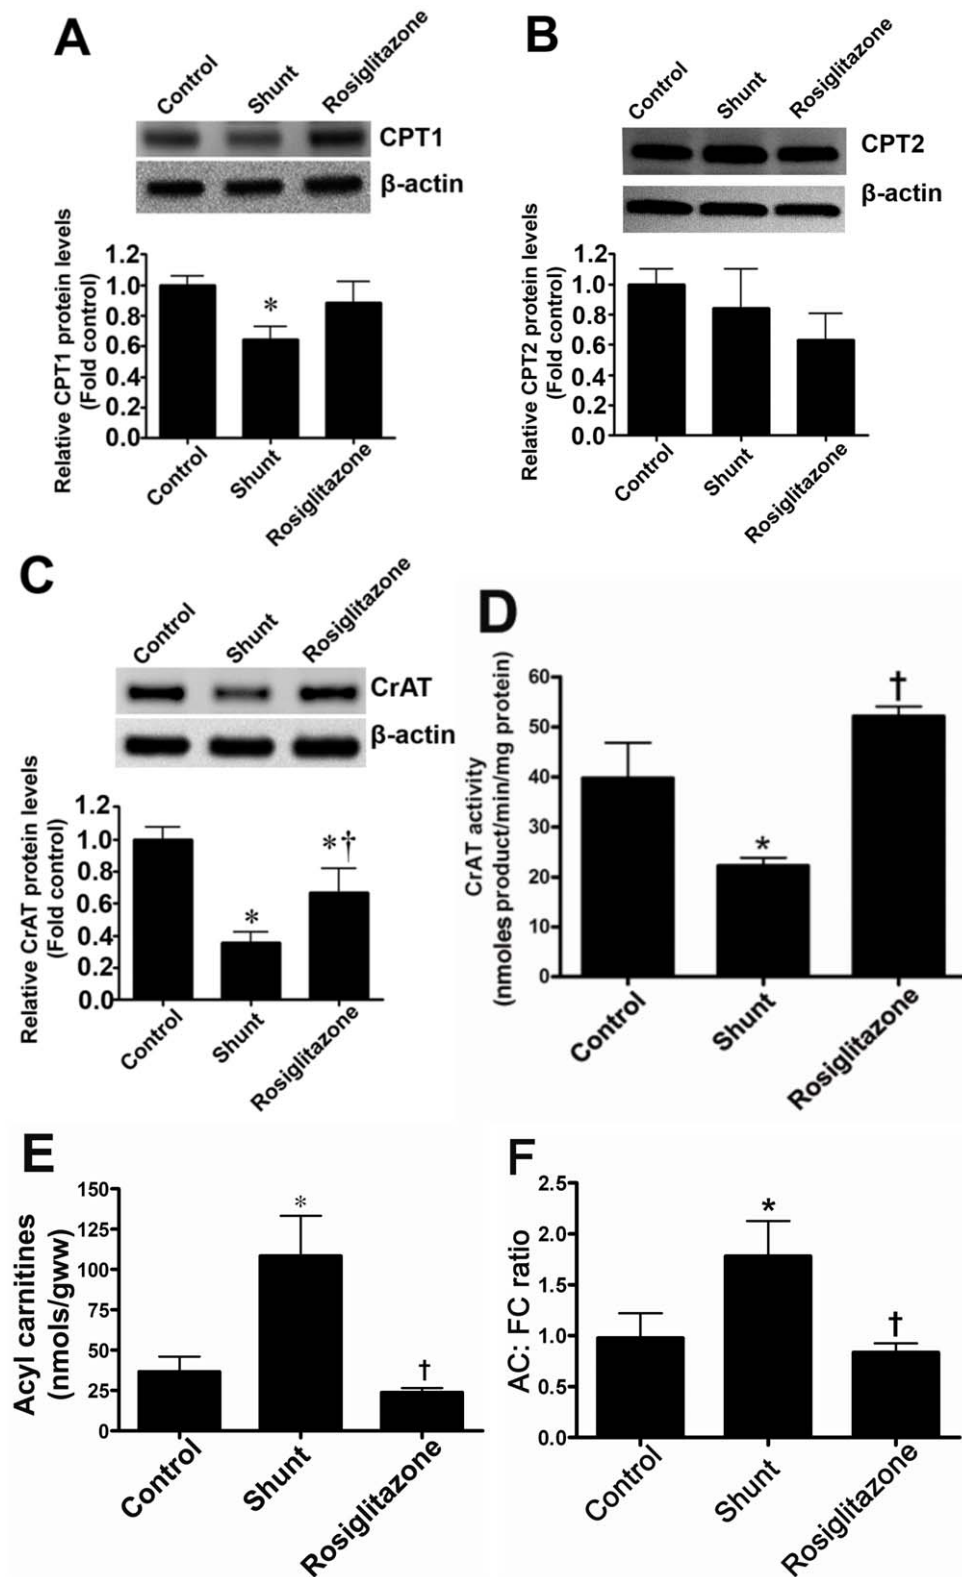 A
Control
Shunt
Rosiglitazone
CPT1
β-actin
Relative CPT1 protein levels
(Fold control)
1.2
1.0
0.8
0.6
0.4
0.2
0.0
*
Control
Shunt
Rosiglitazone
B
Control
Shunt
Rosiglitazone
CPT2
β-actin
Relative CPT2 protein levels
(Fold control)
1.2
1.0
0.8
0.6
0.4
0.2
0.0
Control
Shunt
Rosiglitazone
C
Control
Shunt
Rosiglitazone
CrAT
β-actin
Relative CrAT protein levels
(Fold control)
1.2
1.0
0.8
0.6
0.4
0.2
0.0
*
*†
Control
Shunt
Rosiglitazone
D
CrAT activity
(nmoles product/min/mg protein)
60
50
40
30
20
10
0
*
†
Control
Shunt
Rosiglitazone
E
Acyl carnitines
(nmols/gww)
150
125
100
75
50
25
0
*
†
Control
Shunt
Rosiglitazone
F
AC: FC ratio
2.5
2.0
1.5
1.0
0.5
0.0
*
†
Control
Shunt
Rosiglitazone